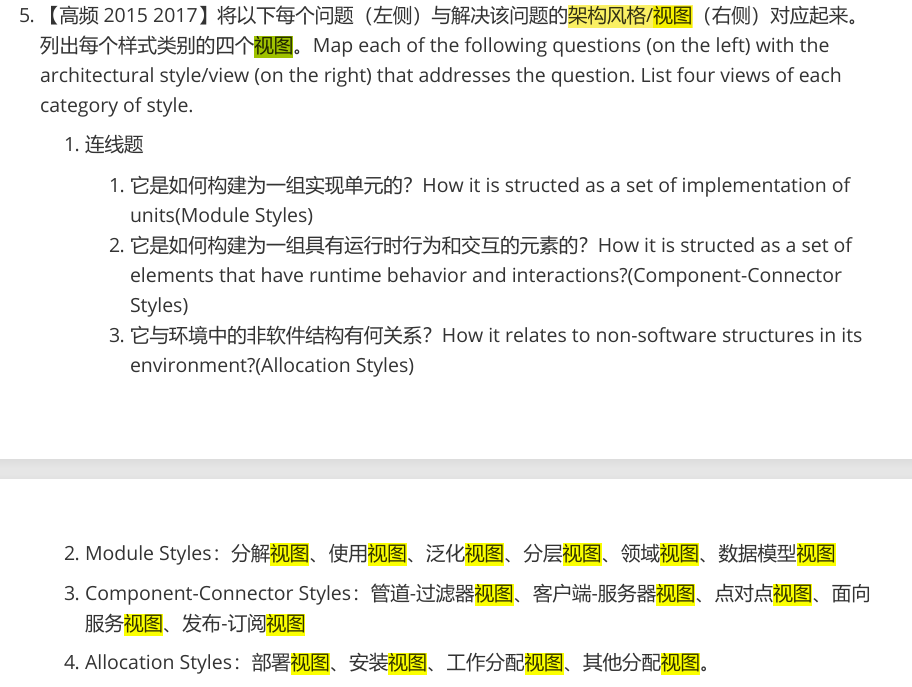 5. 【高频 2015 2017】将以下每个问题（左侧）与解决该问题的架构风格/视图（右侧）对应起来。
列出每个样式类别的四个视图。Map each of the following questions (on the left) with the
architectural style/view (on the right) that addresses the question. List four views of each
category of style.
1. 连线题
1. 它是如何构建为一组实现单元的？How it is structed as a set of implementation of
units(Module Styles)
2. 它是如何构建为一组具有运行时行为和交互的元素的？How it is structed as a set of
elements that have runtime behavior and interactions?(Component-Connector
Styles)
3. 它与环境中的非软件结构有何关系？How it relates to non-software structures in its
environment?(Allocation Styles)
2. Module Styles：分解视图、使用视图、泛化视图、分层视图、领域视图、数据模型视图
3. Component-Connector Styles：管道-过滤器视图、客户端-服务器视图、点对点视图、面向
服务视图、发布-订阅视图
4. Allocation Styles：部署视图、安装视图、工作分配视图、其他分配视图。